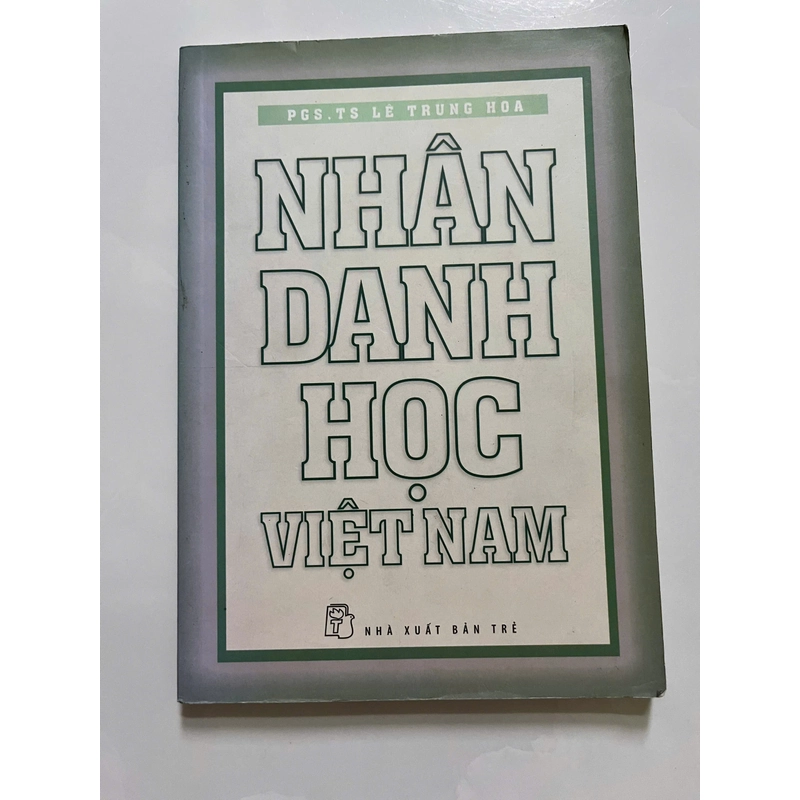 PGS.TS LÊ TRUNG HOA
NHÂN
DANH
HỌC
VIỆT NAM
T
NHÀ XUẤT BẢN TRẺ